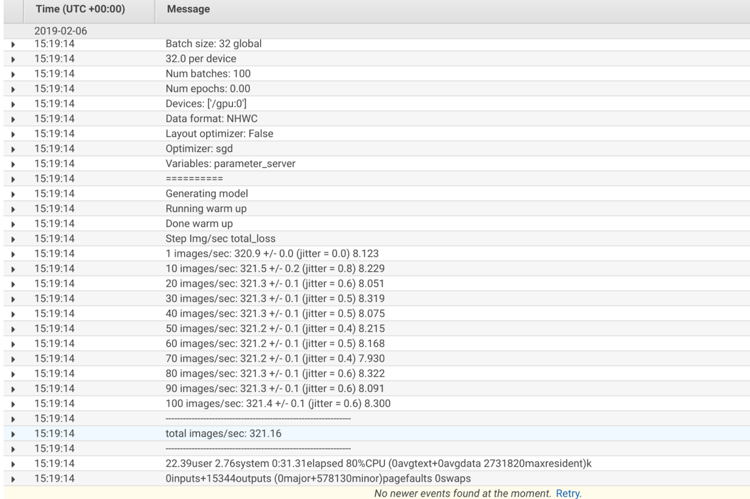 Time (UTC +00:00) Message
2019-02-06
15:19:14 Batch size: 32 global
15:19:14 32.0 per device
15:19:14 Num batches: 100
15:19:14 Num epochs: 0.00
15:19:14 Devices: ['/gpu:0']
15:19:14 Data format: NHWC
15:19:14 Layout optimizer: False
15:19:14 Optimizer: sgd
15:19:14 Variables: parameter_server
15:19:14 ==========
15:19:14 Generating model
15:19:14 Running warm up
15:19:14 Done warm up
15:19:14 Step Img/sec total_loss
15:19:14 1 images/sec: 320.9 +/- 0.0 (jitter = 0.0) 8.123
15:19:14 10 images/sec: 321.5 +/- 0.2 (jitter = 0.8) 8.229
15:19:14 20 images/sec: 321.3 +/- 0.1 (jitter = 0.6) 8.051
15:19:14 30 images/sec: 321.3 +/- 0.1 (jitter = 0.5) 8.319
15:19:14 40 images/sec: 321.3 +/- 0.1 (jitter = 0.5) 8.075
15:19:14 50 images/sec: 321.2 +/- 0.1 (jitter = 0.4) 8.215
15:19:14 60 images/sec: 321.2 +/- 0.1 (jitter = 0.5) 8.168
15:19:14 70 images/sec: 321.2 +/- 0.1 (jitter = 0.4) 7.930
15:19:14 80 images/sec: 321.3 +/- 0.1 (jitter = 0.6) 8.322
15:19:14 90 images/sec: 321.3 +/- 0.1 (jitter = 0.6) 8.091
15:19:14 100 images/sec: 321.4 +/- 0.1 (jitter = 0.6) 8.300
15:19:14 ----------------------------------------------------------------
15:19:14 total images/sec: 321.16
15:19:14 ----------------------------------------------------------------
15:19:14 22.39user 2.76system 0:31.31elapsed 80%CPU (0avgtext+0avgdata 2731820maxresident)k
15:19:14 0inputs+15344outputs (0major+578130minor)pagefaults 0swaps
No newer events found at the moment. Retry.